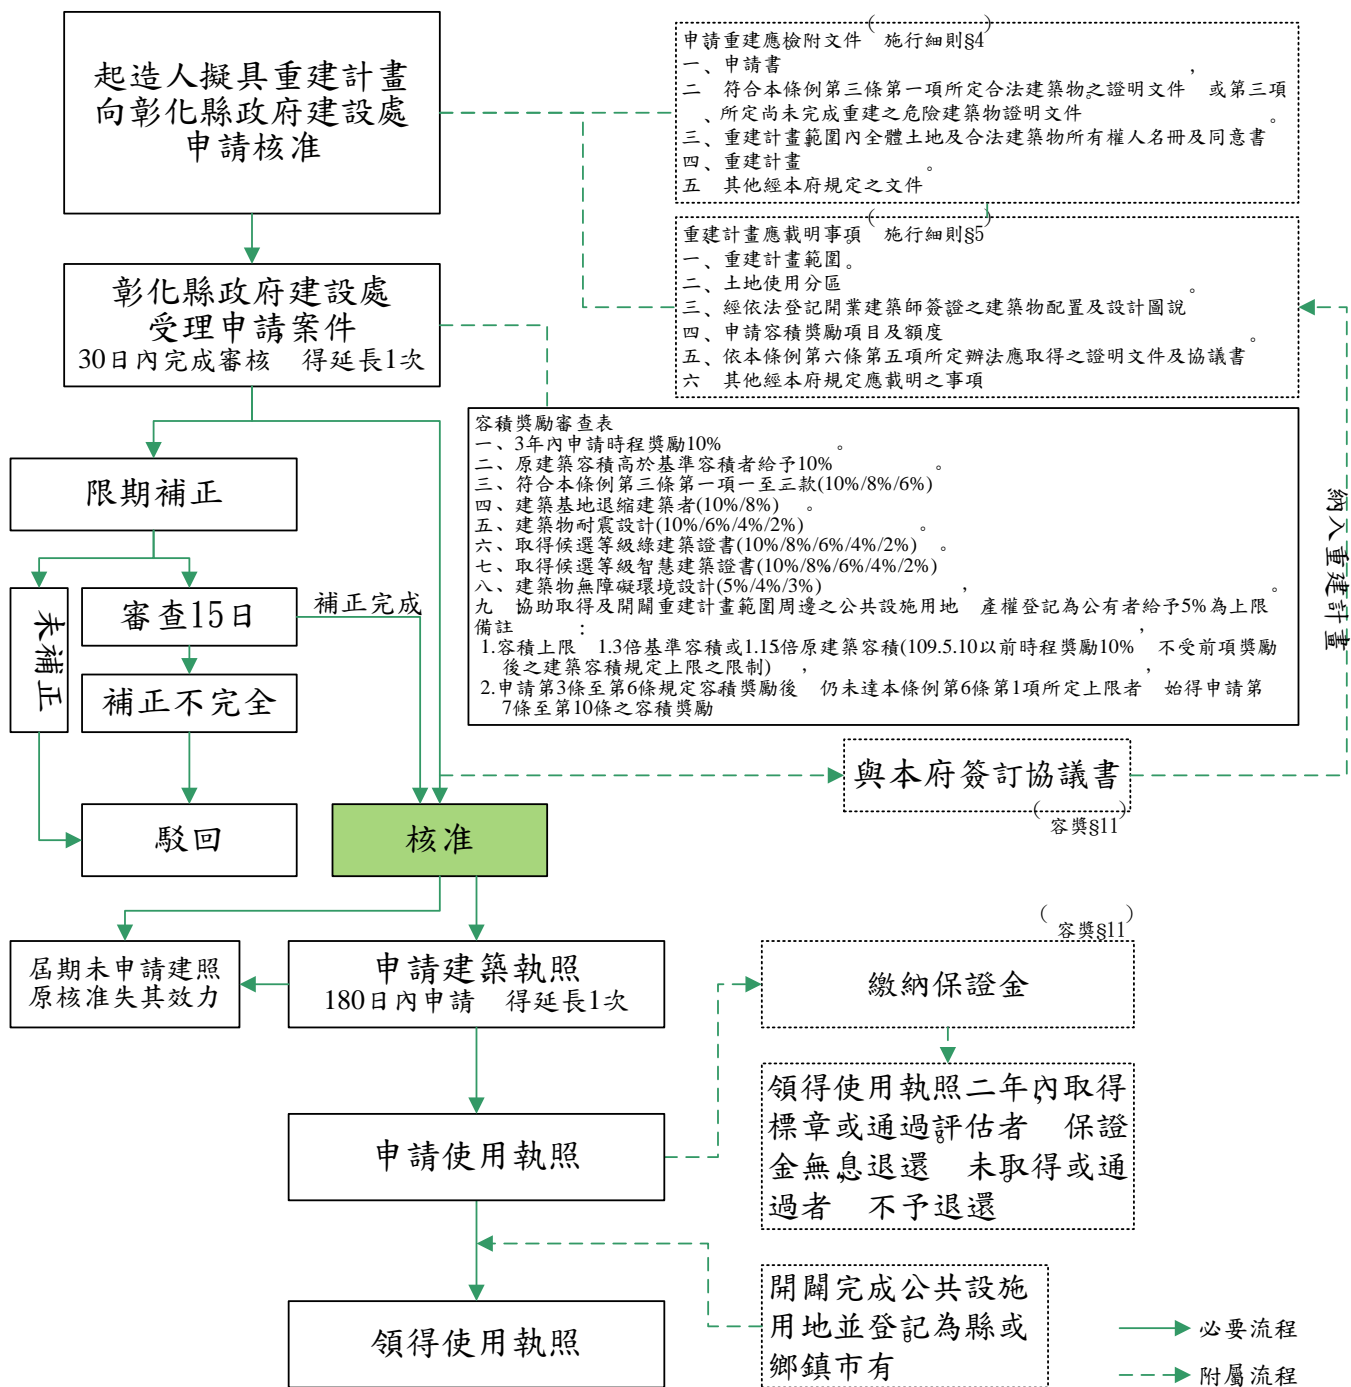 起造人擬具重建計畫
向彰化縣政府建設處
申請核准
申請重建應檢附文件(施行細則§4)
一、申請書。
二、符合本條例第三條第一項所定合法建築物之證明文件,或第三項
所定尚未完成重建之危險建築物證明文件。
三、重建計畫範圍內全體土地及合法建築物所有權人名冊及同意書。
四、重建計畫。
五、其他經本府規定之文件。
重建計畫應載明事項(施行細則§5)
一、重建計畫範圍。
二、土地使用分區。
三、經依法登記開業建築師簽證之建築物配置及設計圖說。
四、申請容積獎勵項目及額度。
五、依本條例第六條第五項所定辦法應取得之證明文件及協議書。
六、其他經本府規定應載明之事項。
彰化縣政府建設處
受理申請案件
30日內完成審核 得延長1次
容積獎勵審查表
一、3年內申請時程獎勵10%。
二、原建築容積高於基準容積者給予10%。
三、符合本條例第三條第一項一至三款(10%/8%/6%)。
四、建築基地退縮建築者(10%/8%)。
五、建築物耐震設計(10%/6%/4%/2%)。
六、取得候選等級綠建築證書(10%/8%/6%/4%/2%)。
七、取得候選等級智慧建築證書(10%/8%/6%/4%/2%)。
八、建築物無障礙環境設計(5%/4%/3%)。
九、協助取得及開闢重建計畫範圍周邊之公共設施用地,產權登記為公有者給予5%為上限。
備註:
1.容積上限:1.3倍基準容積或1.15倍原建築容積(109.5.10以前時程獎勵10%,不受前項獎勵
後之建築容積規定上限之限制)
2.申請第3條至第6條規定容積獎勵後,仍未達本條例第6條第1項所定上限者,始得申請第
7條至第10條之容積獎勵
納入重建計畫
限期補正
未補正
審查15日
補正完成
補正不完全
駁回
核准
與本府簽訂協議書
(容獎§11)
屆期未申請建照
原核准失其效力
申請建築執照
180日內申請 得延長1次
(容獎§11)
繳納保證金
領得使用執照二年內取得
標章或通過評估者,保證
金無息退還。未取得或通
過者,不予退還。
申請使用執照
開闢完成公共設施
用地並登記為縣或
鄉鎮市有。
領得使用執照
必要流程
附屬流程